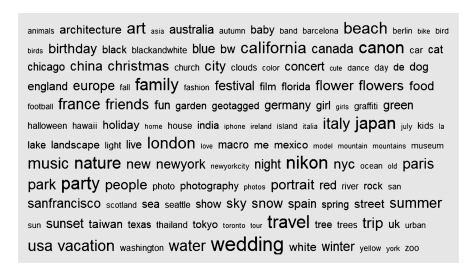 animals architecture art asia australia autumn baby band barcelona beach berlin bike bird
birds birthday black blackandwhite blue bw california canada canon car cat
chicago china christmas church city clouds color concert cute dance day de dog
england europe fall family fashion festival film florida flower flowers food
football france friends fun garden geotagged germany girl girls graffiti green
halloween hawaii holiday home house india iphone ireland island italia italy japan july kids la
lake landscape light live london love macro me mexico model mountain mountains museum
music nature new newyork newyorkcity night nikon nyc ocean old paris
park party people photo photography photos portrait red river rock san
sanfrancisco scotland sea seattle show sky snow spain spring street summer
sun sunset taiwan texas thailand tokyo toronto tour travel tree trees trip uk urban
usa vacation washington water wedding white winter yellow york zoo